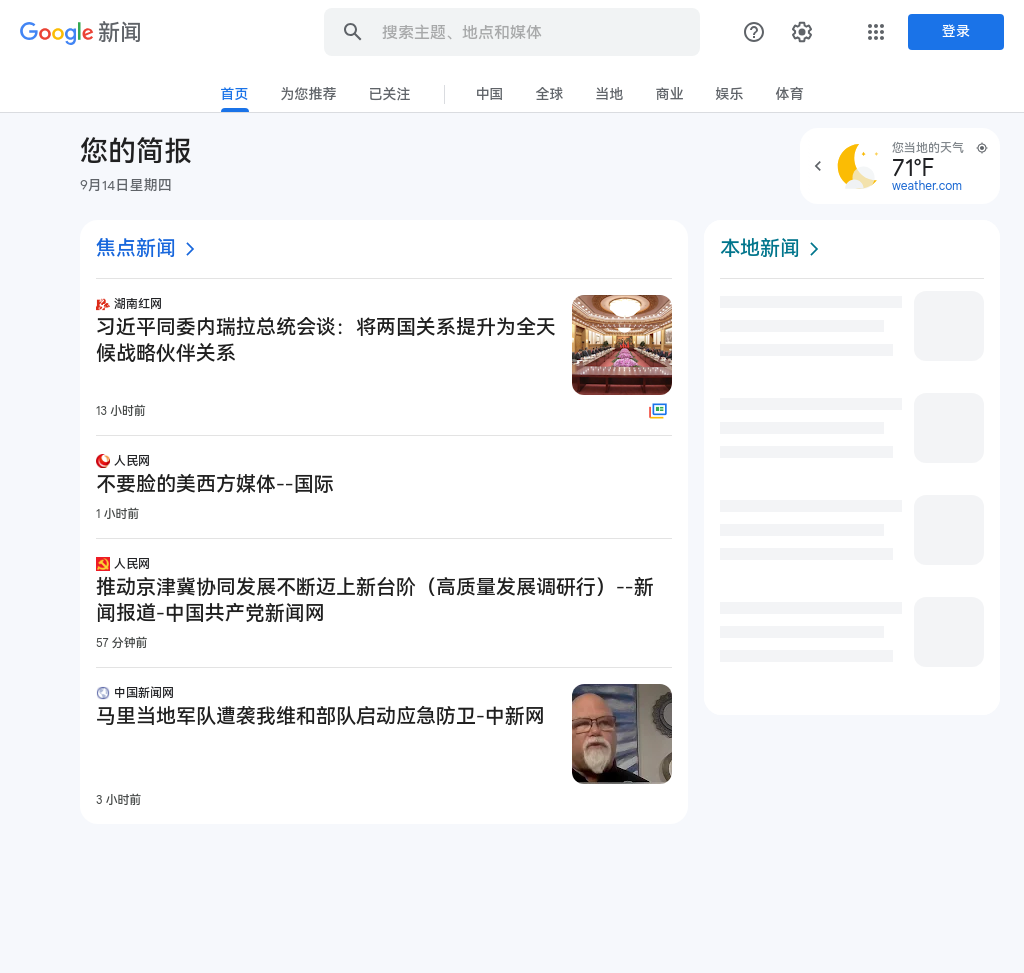 Google 新闻
搜索主题、地点和媒体
登录
首页 为您推荐 已关注 中国 全球 当地 商业 娱乐 体育
您的简报
9月14日星期四
您当地的天气
71°F
weather.com
焦点新闻
湖南红网
习近平同委内瑞拉总统会谈：将两国关系提升为全天
候战略伙伴关系
13 小时前
人民网
不要脸的美西方媒体--国际
1 小时前
人民网
推动京津冀协同发展不断迈上新台阶（高质量发展调研行）--新
闻报道-中国共产党新闻网
57 分钟前
中国新闻网
马里当地军队遭袭我维和部队启动应急防卫-中新网
3 小时前
本地新闻